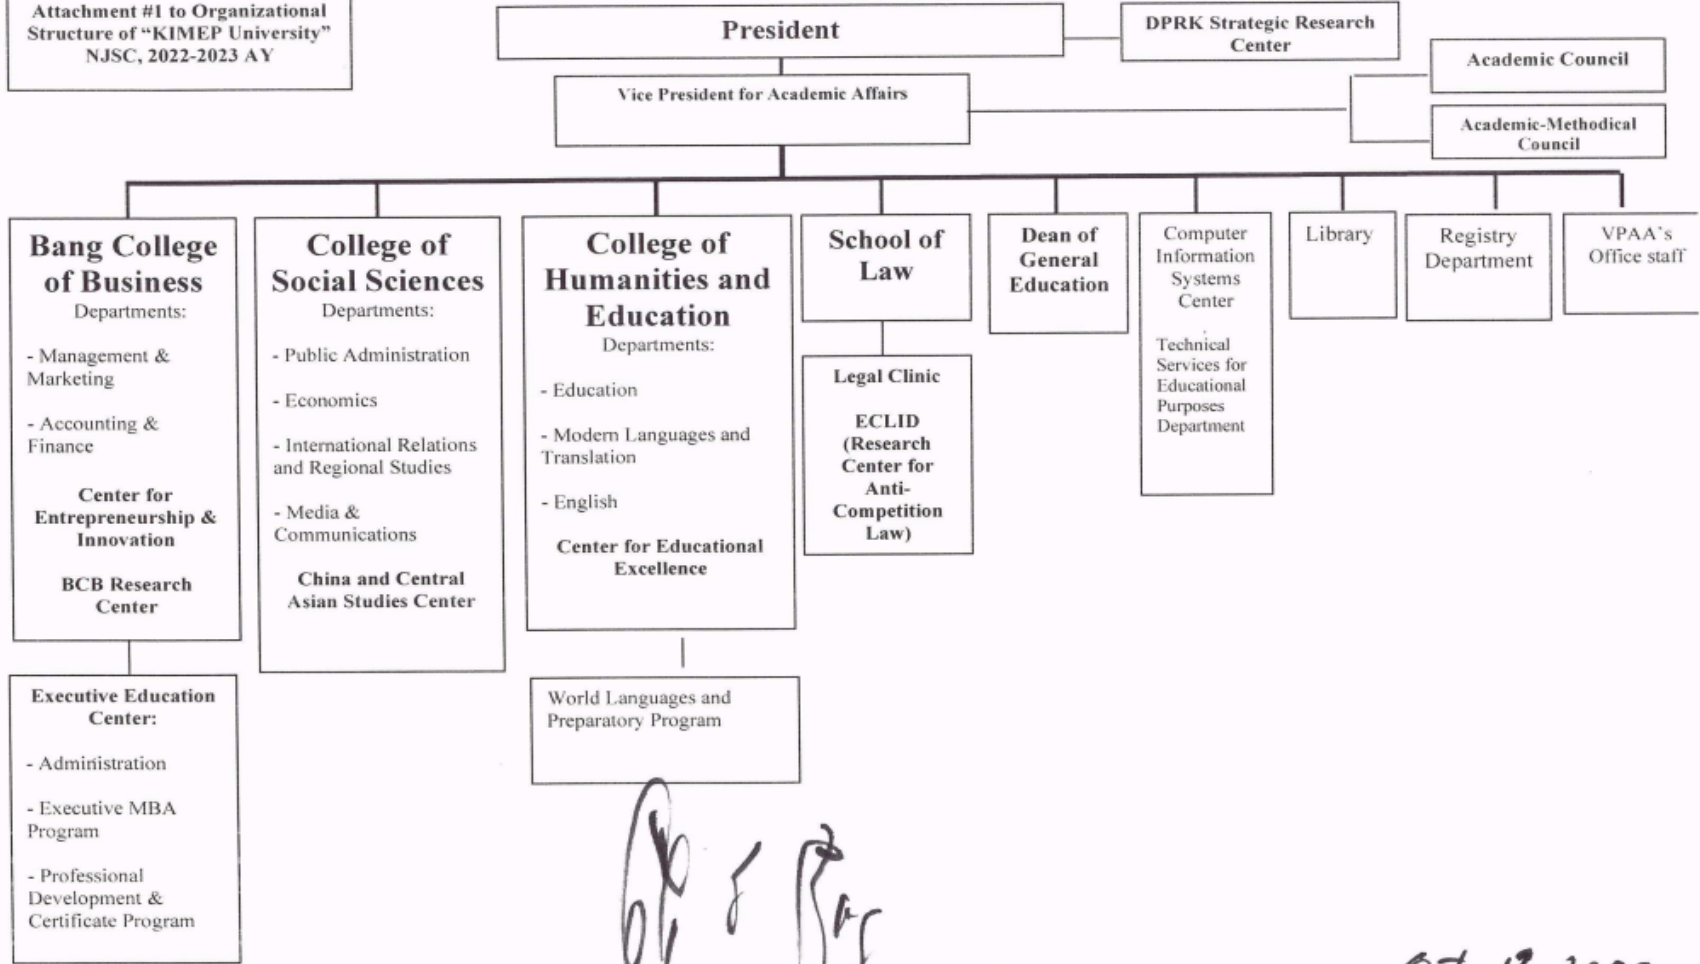 Attachment #1 to Organizational
Structure of “KIMEP University”
NJSC, 2022-2023 AY
President
DPRK Strategic Research
Center
Academic Council
Vice President for Academic Affairs
Academic-Methodical
Council
Bang College
of Business
Departments:
- Management &
Marketing
- Accounting &
Finance
Center for
Entrepreneurship &
Innovation
BCB Research
Center
Executive Education
Center:
- Administration
- Executive MBA
Program
- Professional
Development &
Certificate Program
College of
Social Sciences
Departments:
- Public Administration
- Economics
- International Relations
and Regional Studies
- Media &
Communications
China and Central
Asian Studies Center
College of
Humanities and
Education
Departments:
- Education
- Modern Languages and
Translation
- English
Center for Educational
Excellence
World Languages and
Preparatory Program
School of
Law
Legal Clinic
ECLID
(Research
Center for
Anti-
Competition
Law)
Dean of
General
Education
Computer
Information
Systems
Center
Technical
Services for
Educational
Purposes
Department
Library
Registry
Department
VPAA's
Office staff